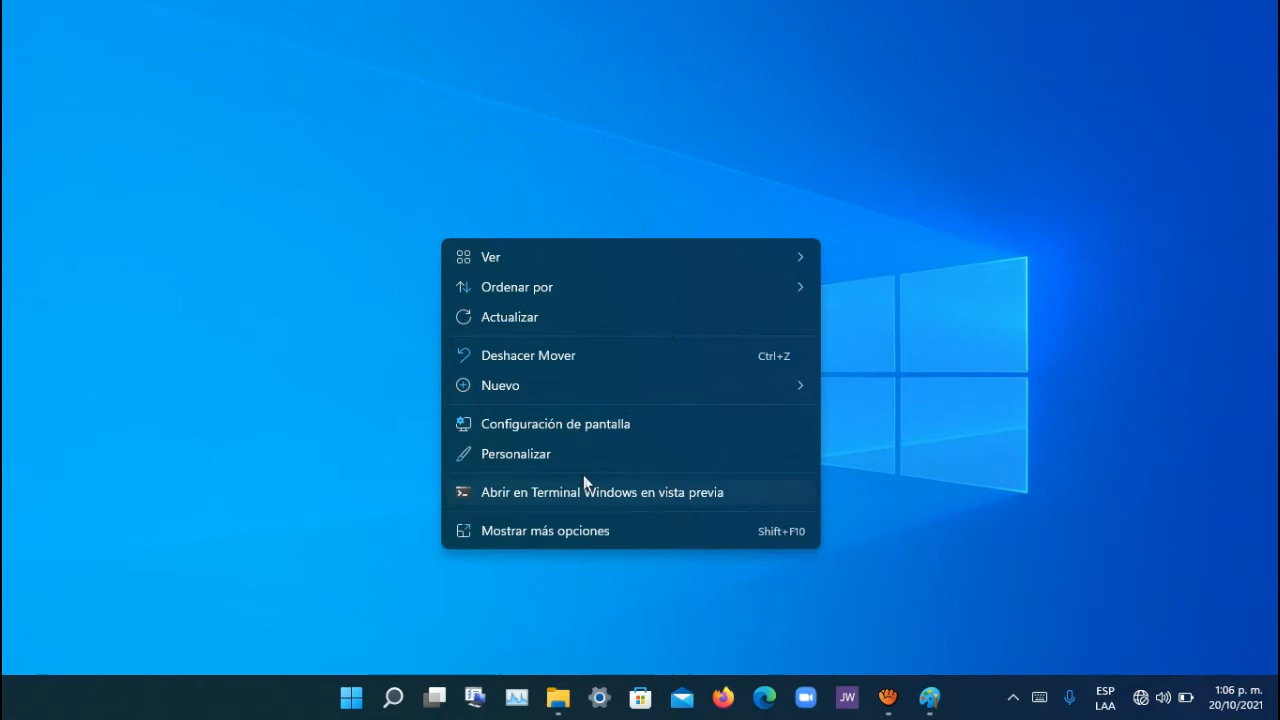 Ver
Ordenar por
Actualizar
Deshacer Mover Ctrl+Z
Nuevo
Configuración de pantalla
Personalizar
Abrir en Terminal Windows en vista previa
Mostrar más opciones Shift+F10
JW
ESP
LAA
1:06 p. m.
20/10/2021